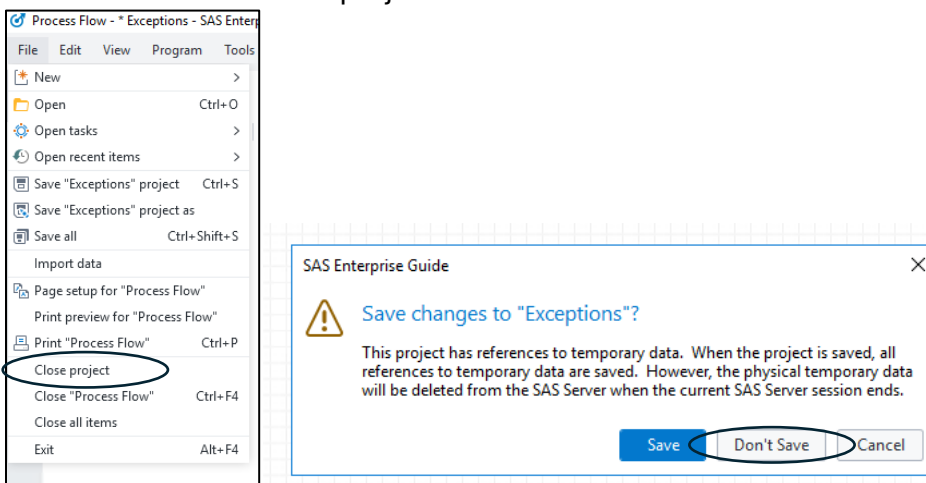 Process Flow - * Exceptions - SAS Enterp
File Edit View Program Tools
New
Open Ctrl+O
Open tasks
Open recent items
Save "Exceptions" project Ctrl+S
Save "Exceptions" project as
Save all Ctrl+Shift+S
Import data
Page setup for "Process Flow"
Print preview for "Process Flow"
Print "Process Flow" Ctrl+P
Close project
Close "Process Flow" Ctrl+F4
Close all items
Exit Alt+F4
SAS Enterprise Guide
Save changes to "Exceptions"?
This project has references to temporary data. When the project is saved, all
references to temporary data are saved. However, the physical temporary data
will be deleted from the SAS Server when the current SAS Server session ends.
Save Don't Save Cancel